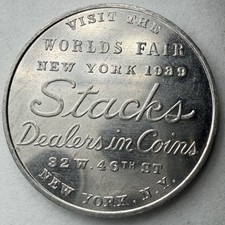 VISIT THE
WORLDS FAIR
NEW YORK 1939
Stacks
Dealers in Coins
32 W. 46TH ST
NEW YORK, N.Y.